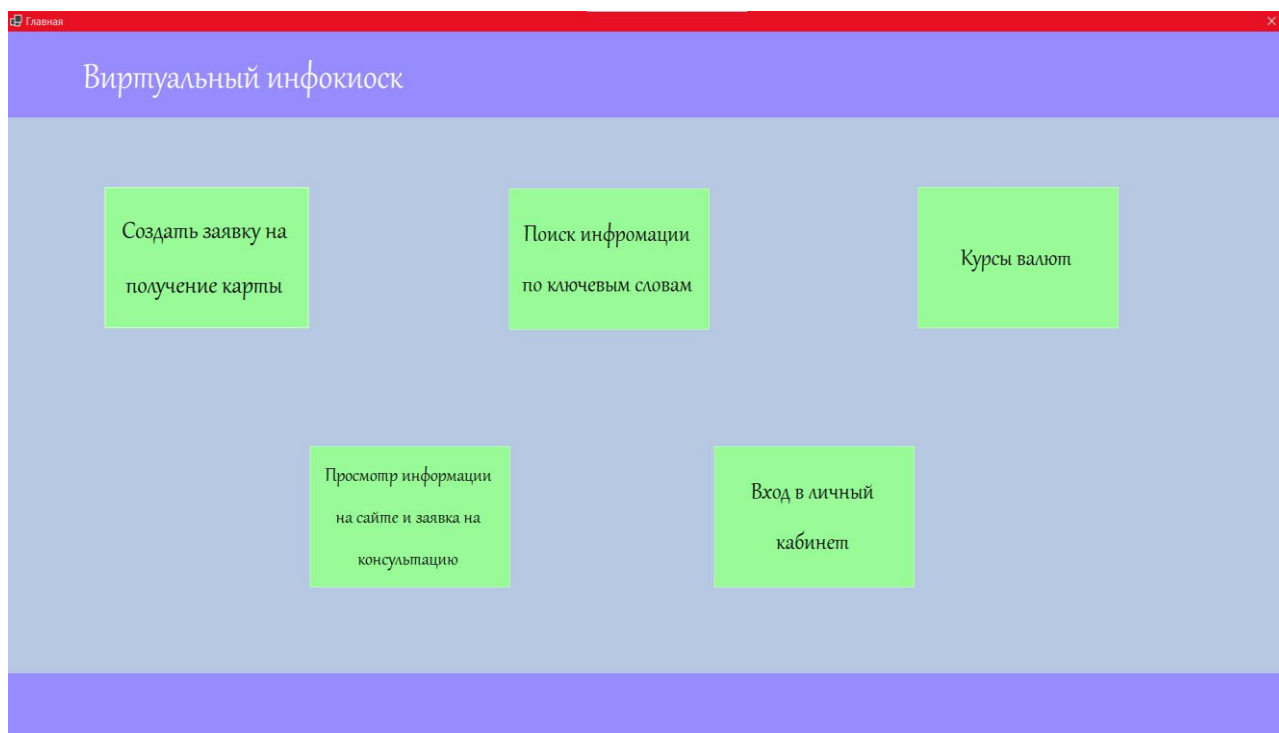 Главная
Виртуальный инфокиоск
Создать заявку на
получение карты
Поиск инфромации
по ключевым словам
Курсы валют
Просмотр информации
на сайте и заявка на
консультацию
Вход в личный
кабинет